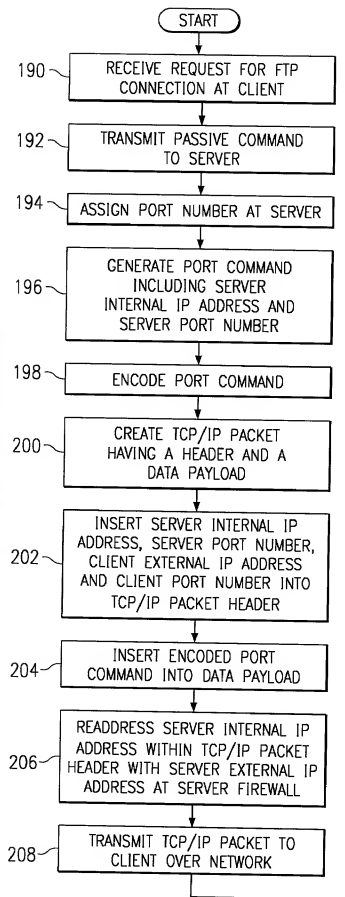 START
190
RECEIVE REQUEST FOR FTP
CONNECTION AT CLIENT
192
TRANSMIT PASSIVE COMMAND
TO SERVER
194
ASSIGN PORT NUMBER AT SERVER
196
GENERATE PORT COMMAND
INCLUDING SERVER
INTERNAL IP ADDRESS AND
SERVER PORT NUMBER
198
ENCODE PORT COMMAND
200
CREATE TCP/IP PACKET
HAVING A HEADER AND A
DATA PAYLOAD
202
INSERT SERVER INTERNAL IP
ADDRESS, SERVER PORT NUMBER,
CLIENT EXTERNAL IP ADDRESS
AND CLIENT PORT NUMBER INTO
TCP/IP PACKET HEADER
204
INSERT ENCODED PORT
COMMAND INTO DATA PAYLOAD
206
READDRESS SERVER INTERNAL IP
ADDRESS WITHIN TCP/IP PACKET
HEADER WITH SERVER EXTERNAL IP
ADDRESS AT SERVER FIREWALL
208
TRANSMIT TCP/IP PACKET TO
CLIENT OVER NETWORK